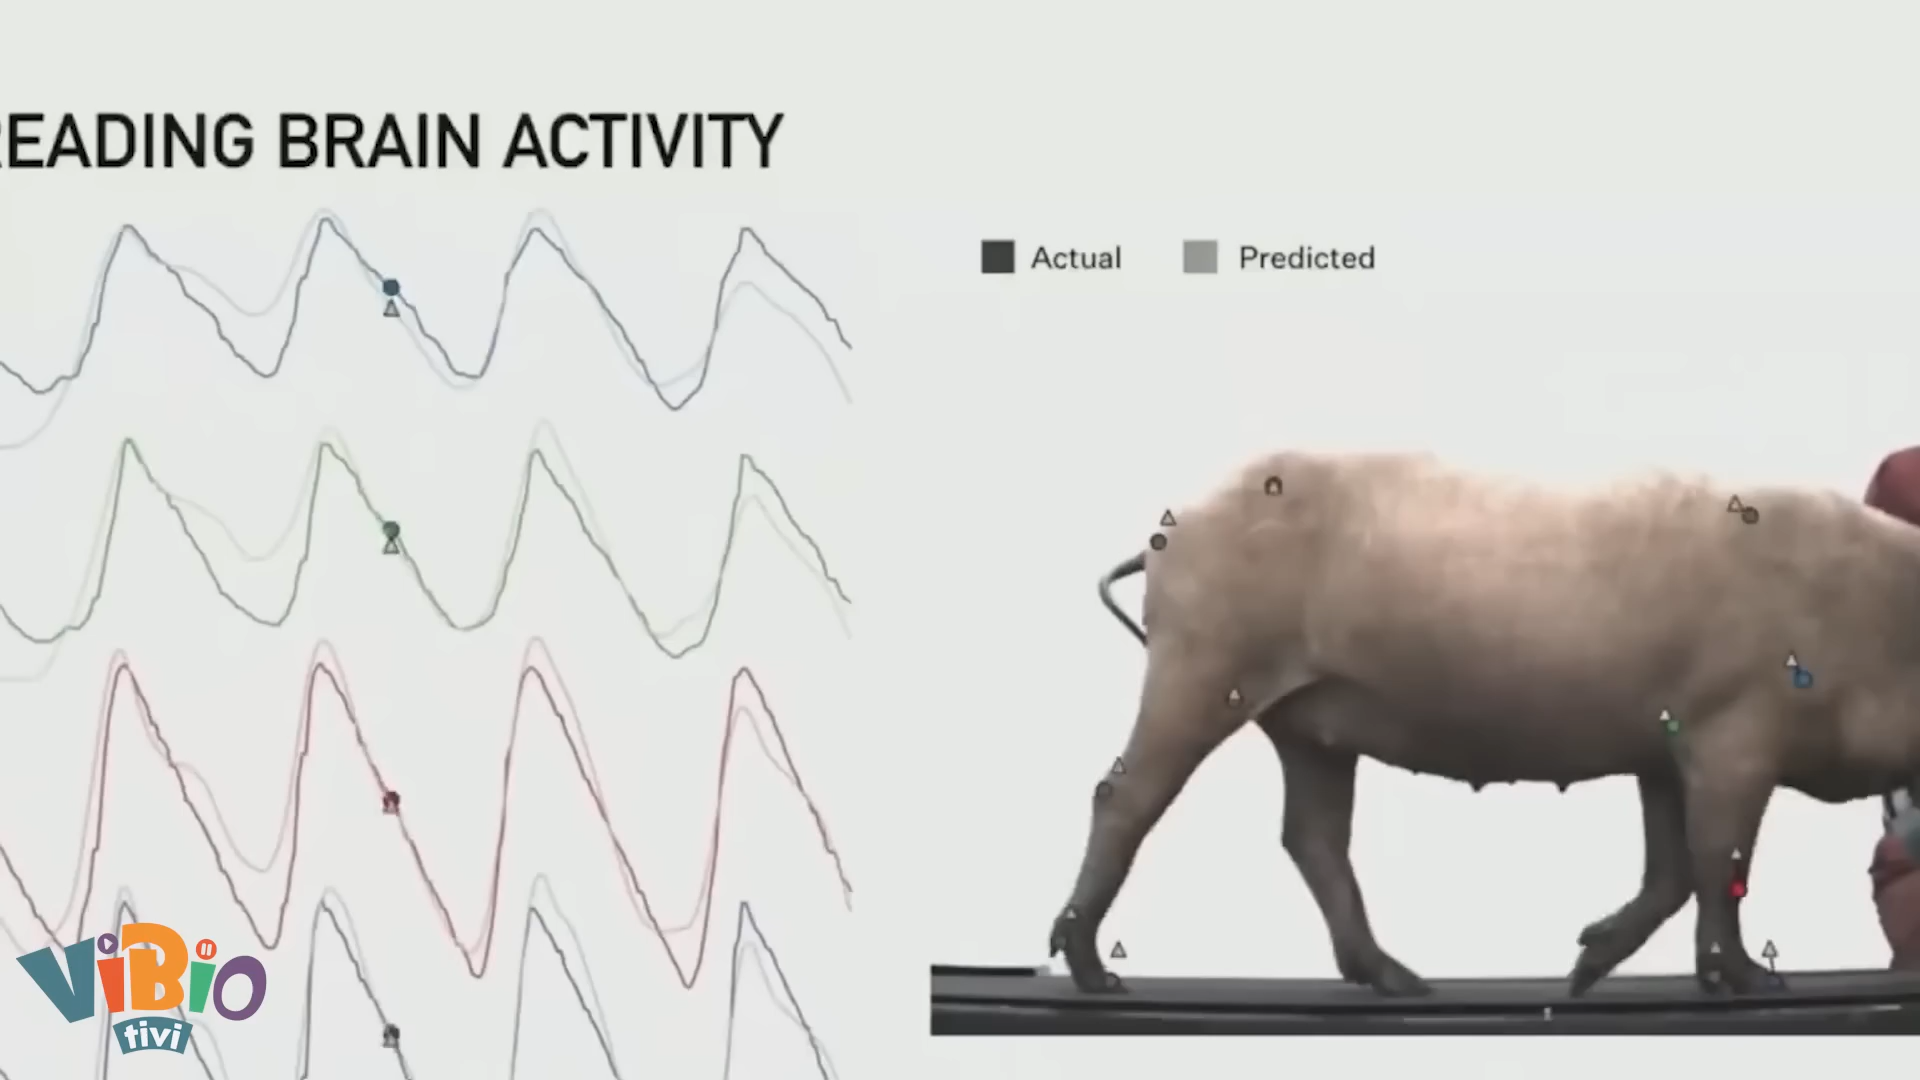 READING BRAIN ACTIVITY
Actual
Predicted
ViBiO
tivi